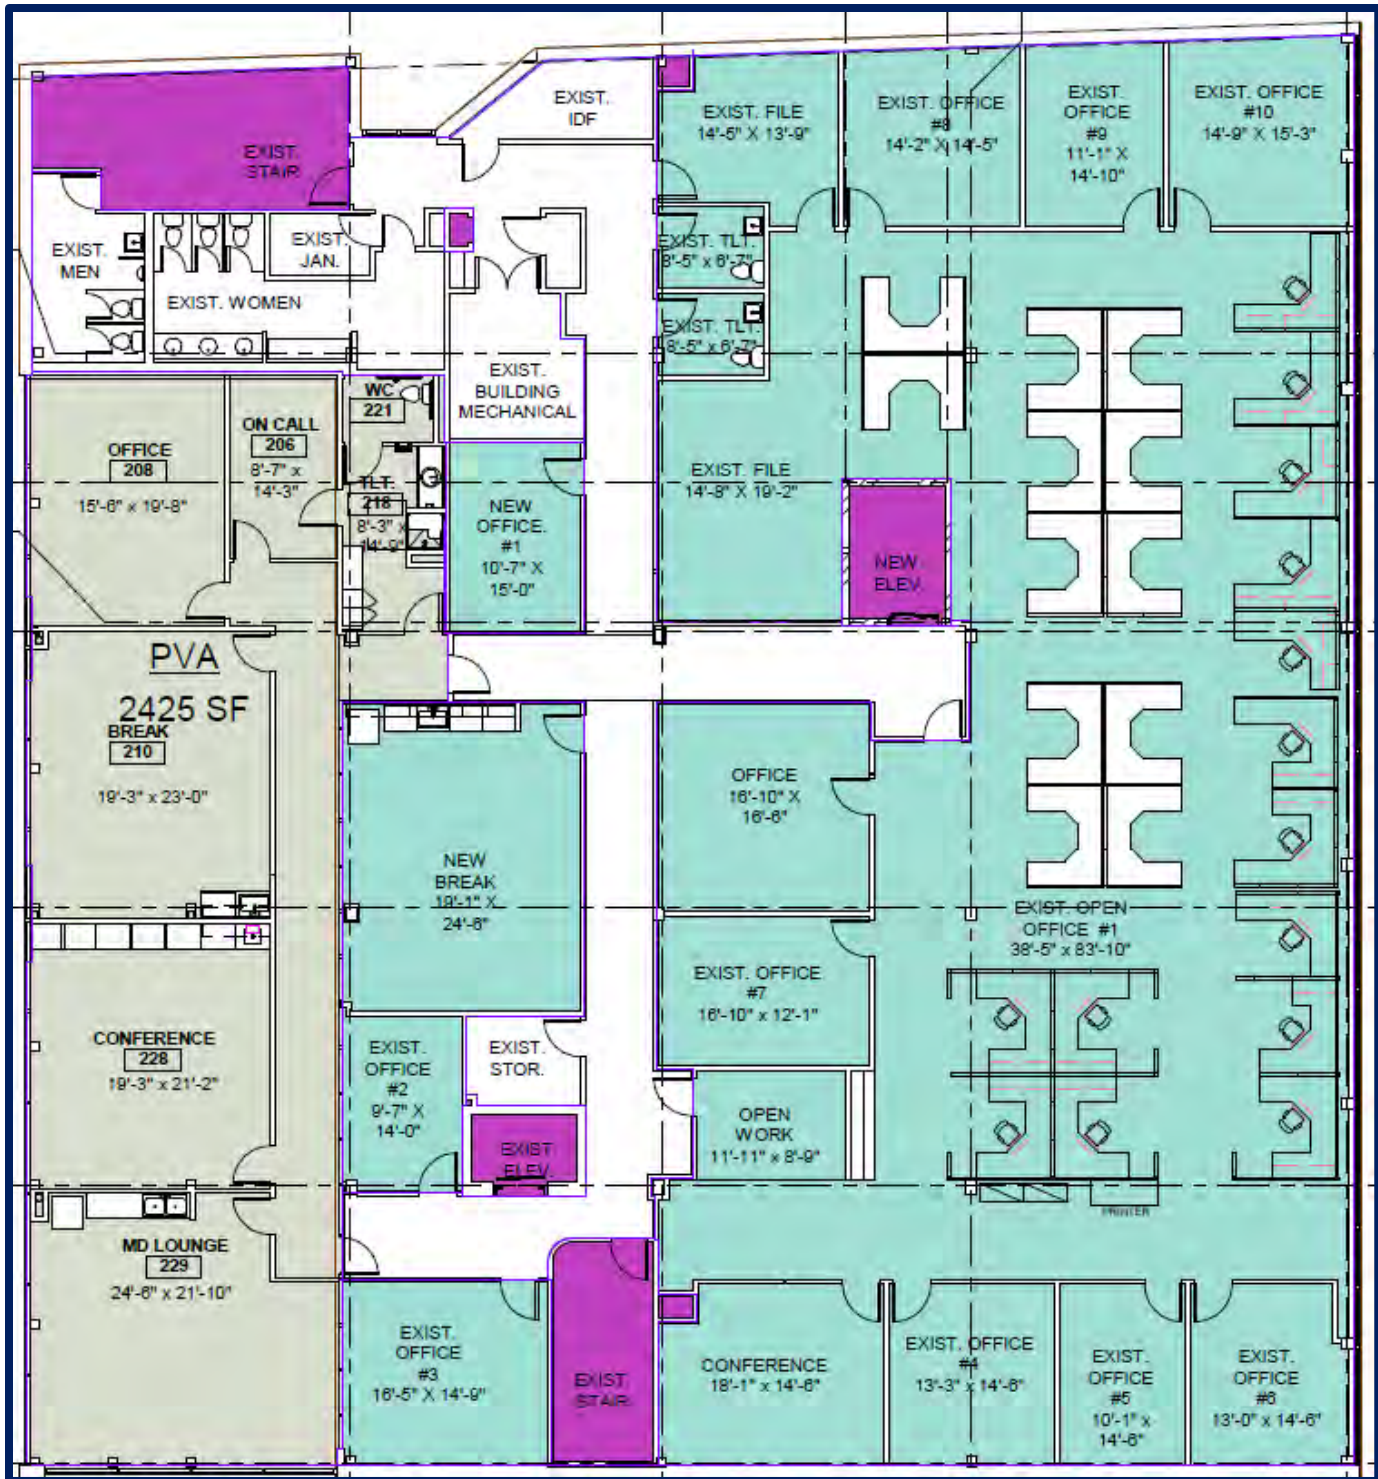 EXIST.
IDF
EXIST.
STAIR
EXIST. FILE
14'-5" X 13'-9"
EXIST. OFFICE
#8
14'-2" X 14'-5"
EXIST.
OFFICE
#9
11'-1" X
14'-10"
EXIST. OFFICE
#10
14'-9" X 15'-3"
EXIST.
MEN
EXIST.
JAN.
EXIST. WOMEN
EXIST. TLT.
8'-5" x 6'-7"
EXIST. TLT.
8'-5" x 6'-7"
EXIST.
BUILDING
MECHANICAL
WC
221
ON CALL
206
8'-7" x
14'-3"
OFFICE
208
15'-6" x 19'-8"
TLT.
218
8'-3" x
14'-9"
NEW
OFFICE.
#1
10'-7" X
15'-0"
EXIST. FILE
14'-8" X 19'-2"
NEW
ELEV.
PVA
2425 SF
BREAK
210
19'-3" x 23'-0"
OFFICE
16'-10" X
16'-6"
NEW
BREAK
19'-1" X
24'-6"
EXIST. OPEN
OFFICE #1
38'-5" x 83'-10"
EXIST. OFFICE
#7
16'-10" x 12'-1"
CONFERENCE
228
19'-3" x 21'-2"
EXIST.
OFFICE
#2
9'-7" X
14'-0"
EXIST.
STOR.
EXIST
ELEV.
OPEN
WORK
11'-11" x 8'-9"
PRINTER
MD LOUNGE
229
24'-6" x 21'-10"
EXIST.
OFFICE
#3
16'-5" X 14'-9"
EXIST.
STAIR
CONFERENCE
18'-1" x 14'-6"
EXIST. OFFICE
#4
13'-3" x 14'-6"
EXIST.
OFFICE
#5
10'-1" x
14'-6"
EXIST.
OFFICE
#6
13'-0" x 14'-6"